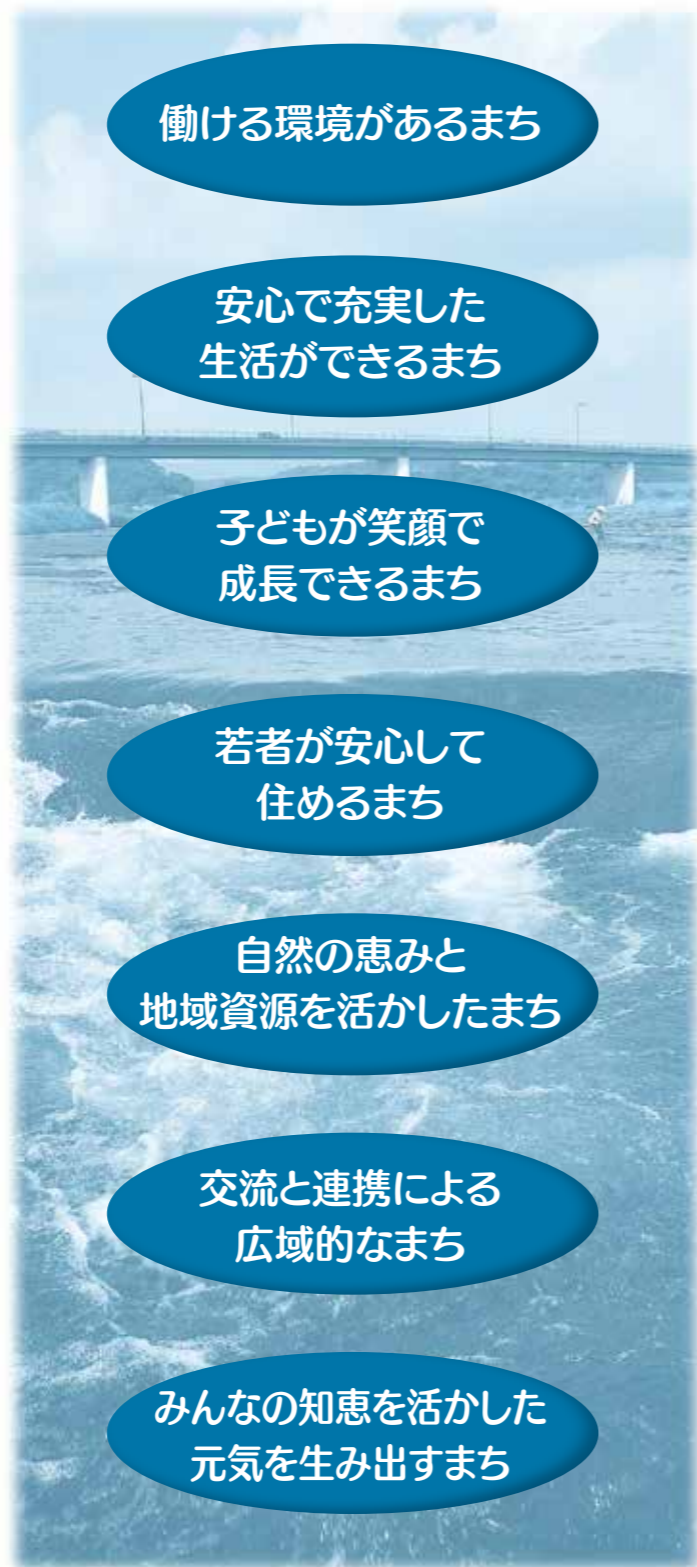 働ける環境があるまち
安心で充実した
生活ができるまち
子どもが笑顔で
成長できるまち
若者が安心して
住めるまち
自然の恵みと
地域資源を活かしたまち
交流と連携による
広域的なまち
みんなの知恵を活かした
元気を生み出すまち